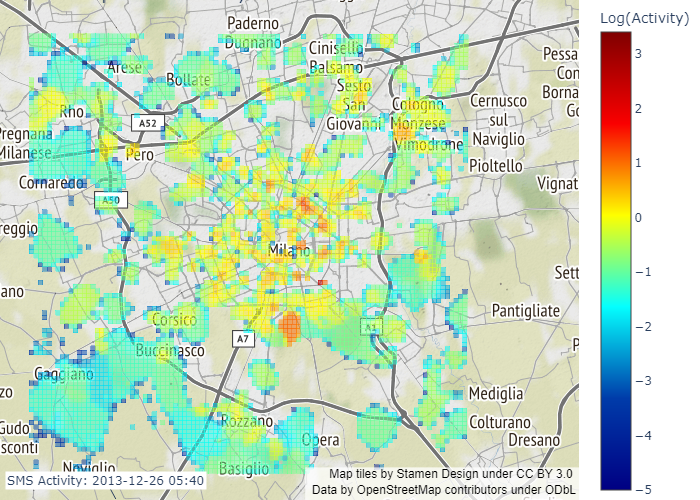 Log(Activity)
3
2
1
0
−1
−2
−3
−4
−5
Paderno
Dugnano
Cinisello
Balsamo
Sesto
San
Giovanni
Arese
Bollate
Rho
A52
Pero
Pregnana
Milanese
Cornaredo
A50
Cologno
Monzese
Vimodrone
Cernusco
sul
Naviglio
Pioltello
Pessa
Con
Borna
Go
Vignat
reggio
Milano
Sett
ano
Pantigliate
Corsico
A7
A1
Buccinasco
P
Gaggiano
zo
Mediglia
Gudo
sconti
Rozzano
Opera
Colturano
Dresano
Noviglio
Basiglio
SMS Activity: 2013-12-26 05:40
Map tiles by Stamen Design under CC BY 3.0
Data by OpenStreetMap contributors under ODbL